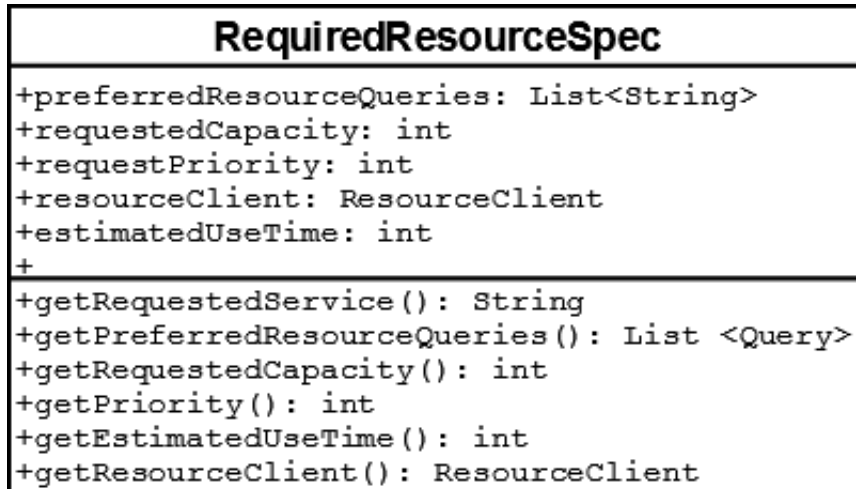 RequiredResourceSpec
+preferredResourceQueries: List<String>
+requestedCapacity: int
+requestPriority: int
+resourceClient: ResourceClient
+estimatedUseTime: int
+
+getRequestedService(): String
+getPreferredResourceQueries(): List <Query>
+getRequestedCapacity(): int
+getPriority(): int
+getEstimatedUseTime(): int
+getResourceClient(): ResourceClient